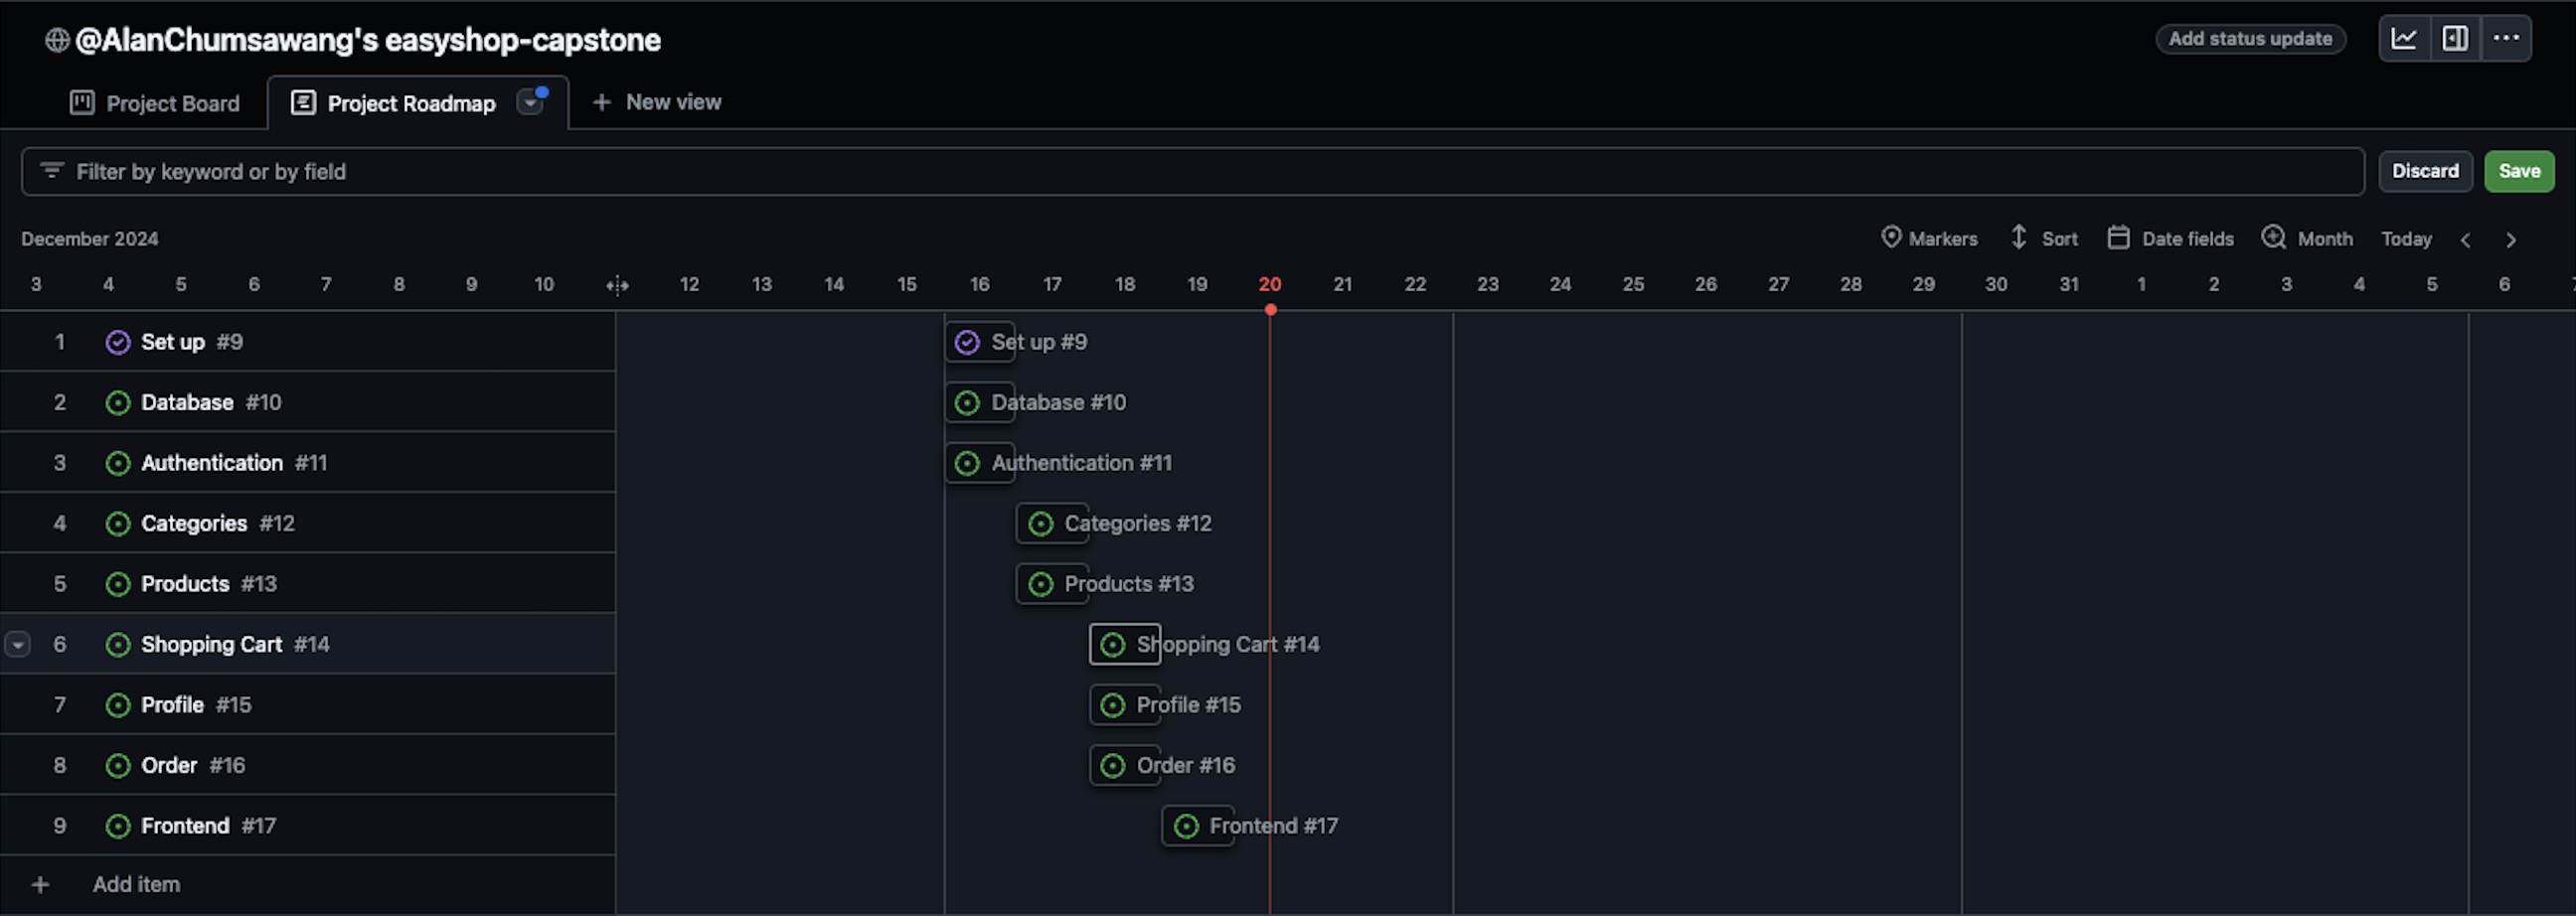 @AlanChumsawang's easyshop-capstone
Add status update
Project Board
Project Roadmap
+ New view
Filter by keyword or by field
Discard
Save
December 2024
Markers
Sort
Date fields
Month
Today
3 4 5 6 7 8 9 10 12 13 14 15 16 17 18 19 20 21 22 23 24 25 26 27 28 29 30 31 1 2 3 4 5 6
1 Set up #9
Set up #9
2 Database #10
Database #10
3 Authentication #11
Authentication #11
4 Categories #12
Categories #12
5 Products #13
Products #13
6 Shopping Cart #14
Shopping Cart #14
7 Profile #15
Profile #15
8 Order #16
Order #16
9 Frontend #17
Frontend #17
+ Add item